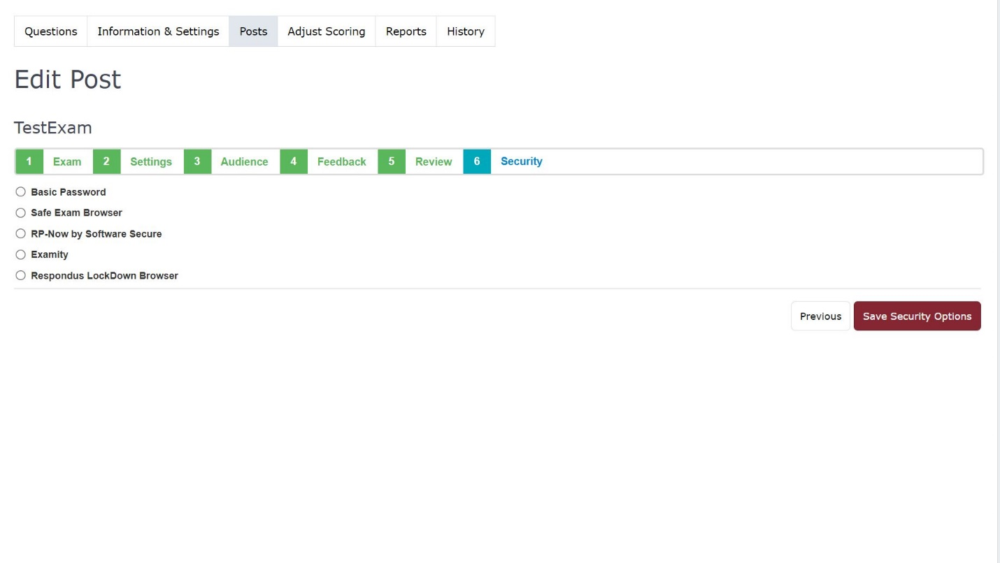 Questions Information & Settings Posts Adjust Scoring Reports History
Edit Post
TestExam
1 Exam 2 Settings 3 Audience 4 Feedback 5 Review 6 Security
Basic Password
Safe Exam Browser
RP-Now by Software Secure
Examity
Respondus LockDown Browser
Previous Save Security Options